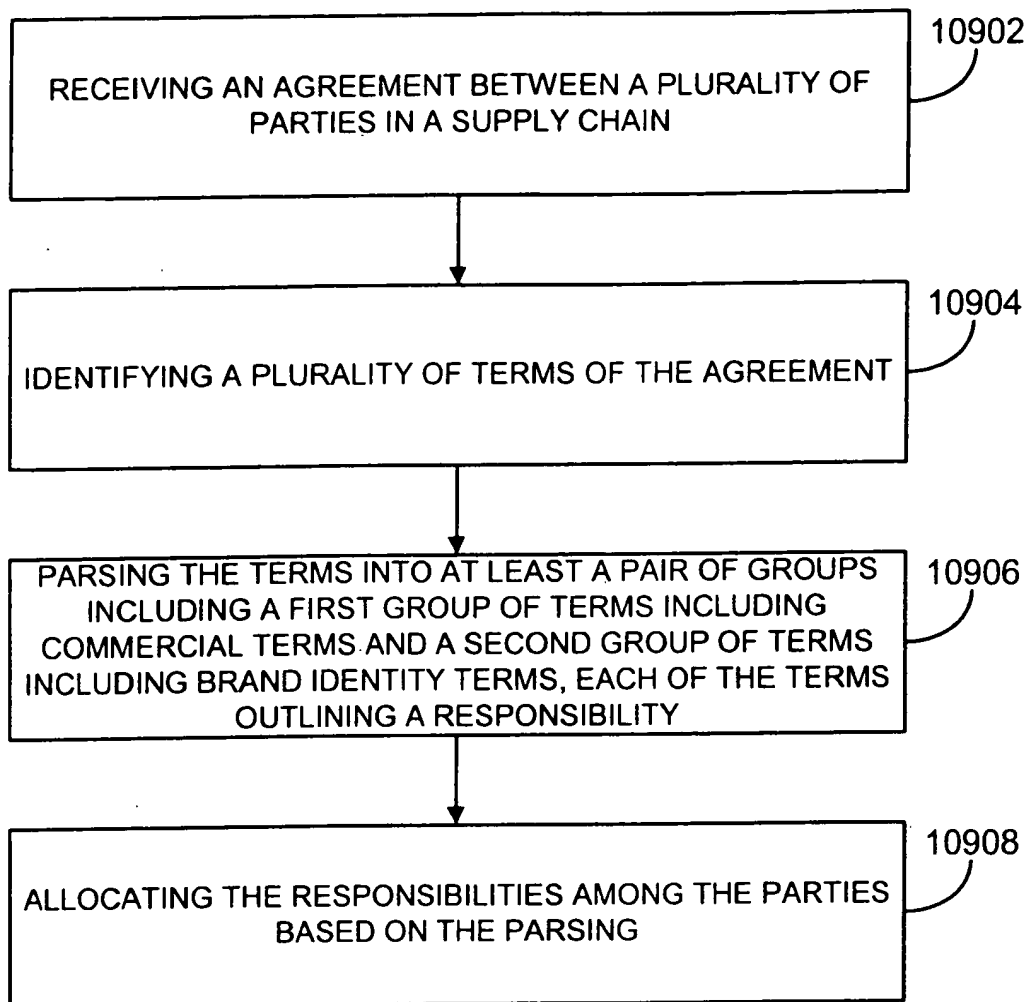 10902
RECEIVING AN AGREEMENT BETWEEN A PLURALITY OF
PARTIES IN A SUPPLY CHAIN
10904
IDENTIFYING A PLURALITY OF TERMS OF THE AGREEMENT
10906
PARSING THE TERMS INTO AT LEAST A PAIR OF GROUPS
INCLUDING A FIRST GROUP OF TERMS INCLUDING
COMMERCIAL TERMS AND A SECOND GROUP OF TERMS
INCLUDING BRAND IDENTITY TERMS, EACH OF THE TERMS
OUTLINING A RESPONSIBILITY
10908
ALLOCATING THE RESPONSIBILITIES AMONG THE PARTIES
BASED ON THE PARSING